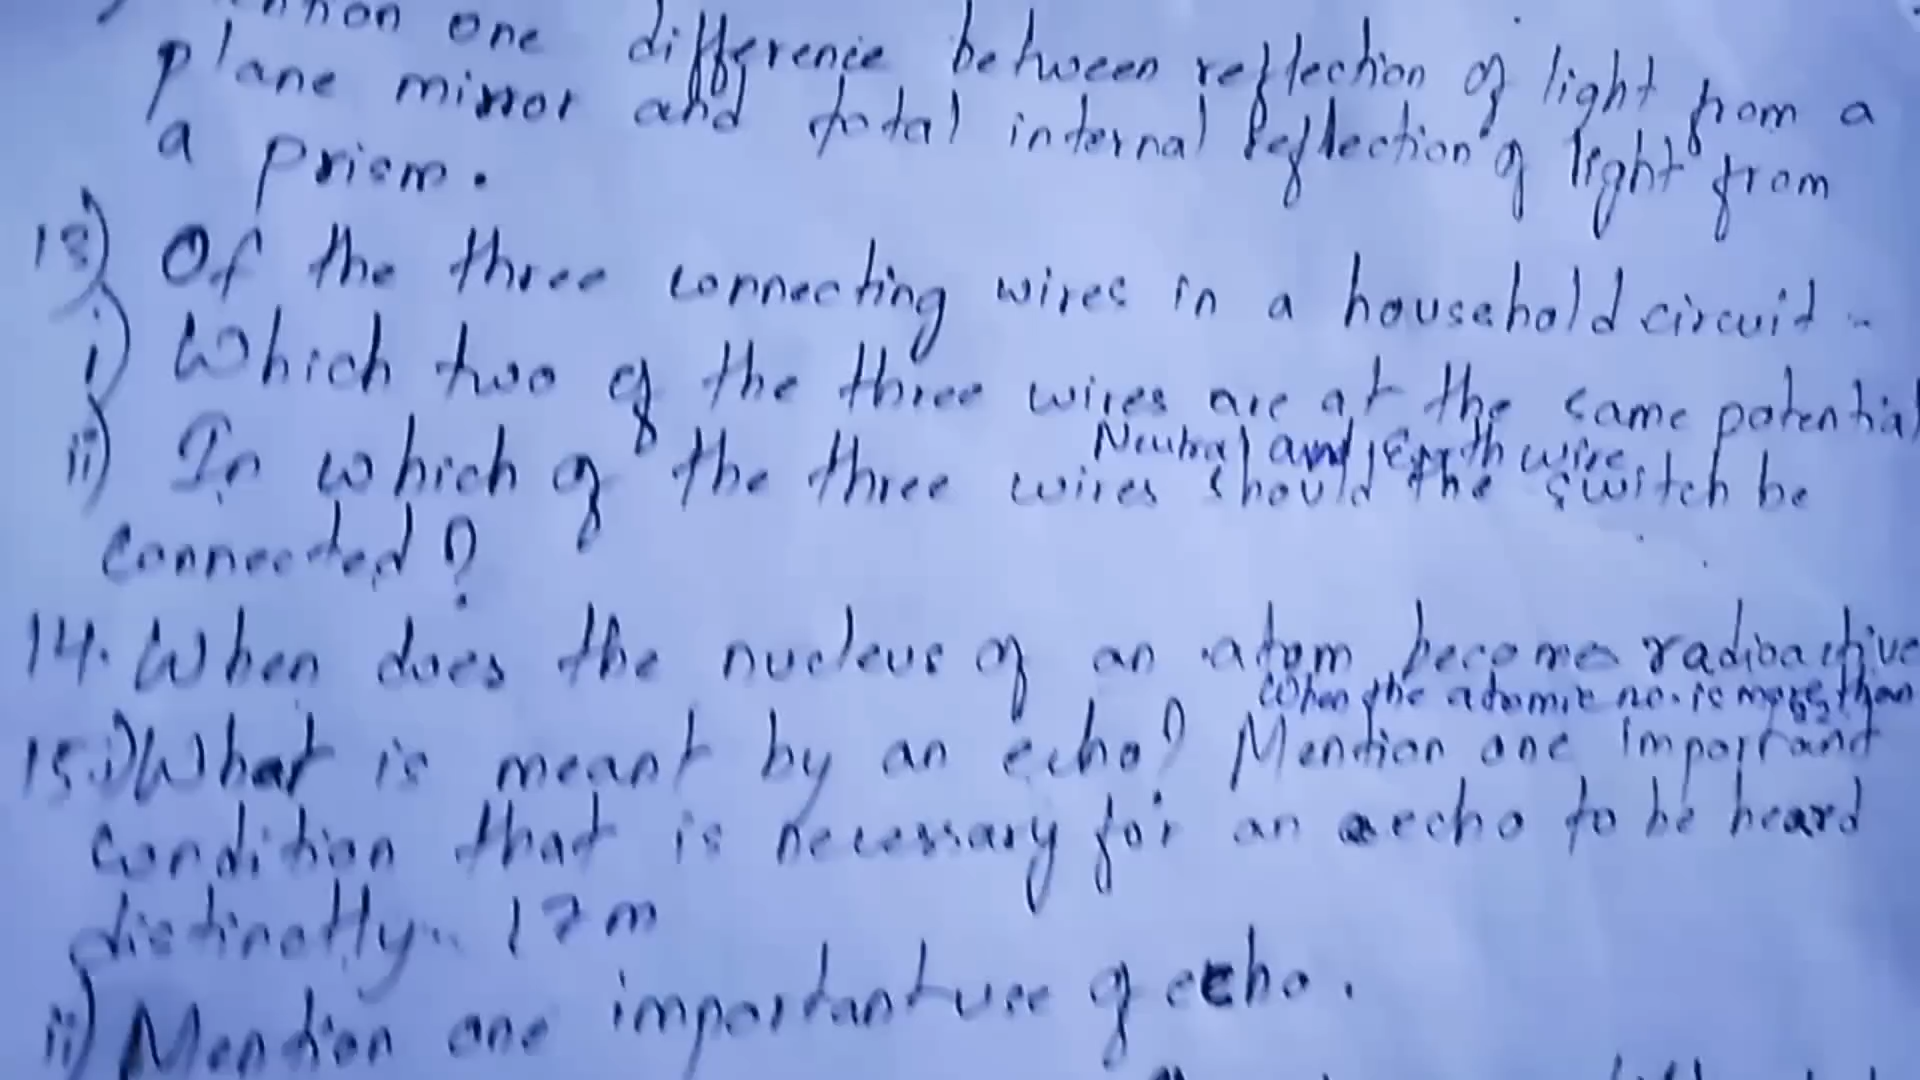 one difference between reflection of light from a
plane mirror and total internal Reflection of light from
a prism.
13) Of the three connecting wires in a household circuit -
i) Which two of the three wires are at the same potential
Neutral and Earth wire
ii) In which of the three wires should the switch be
connected?
14. When does the nucleus of an atom becomes radioactive
When the atomic no. is more than
15.i) What is meant by an echo? Mention one important
condition that is necessary for an echo to be heard
distinctly. 17m
ii) Mention one important use of echo.